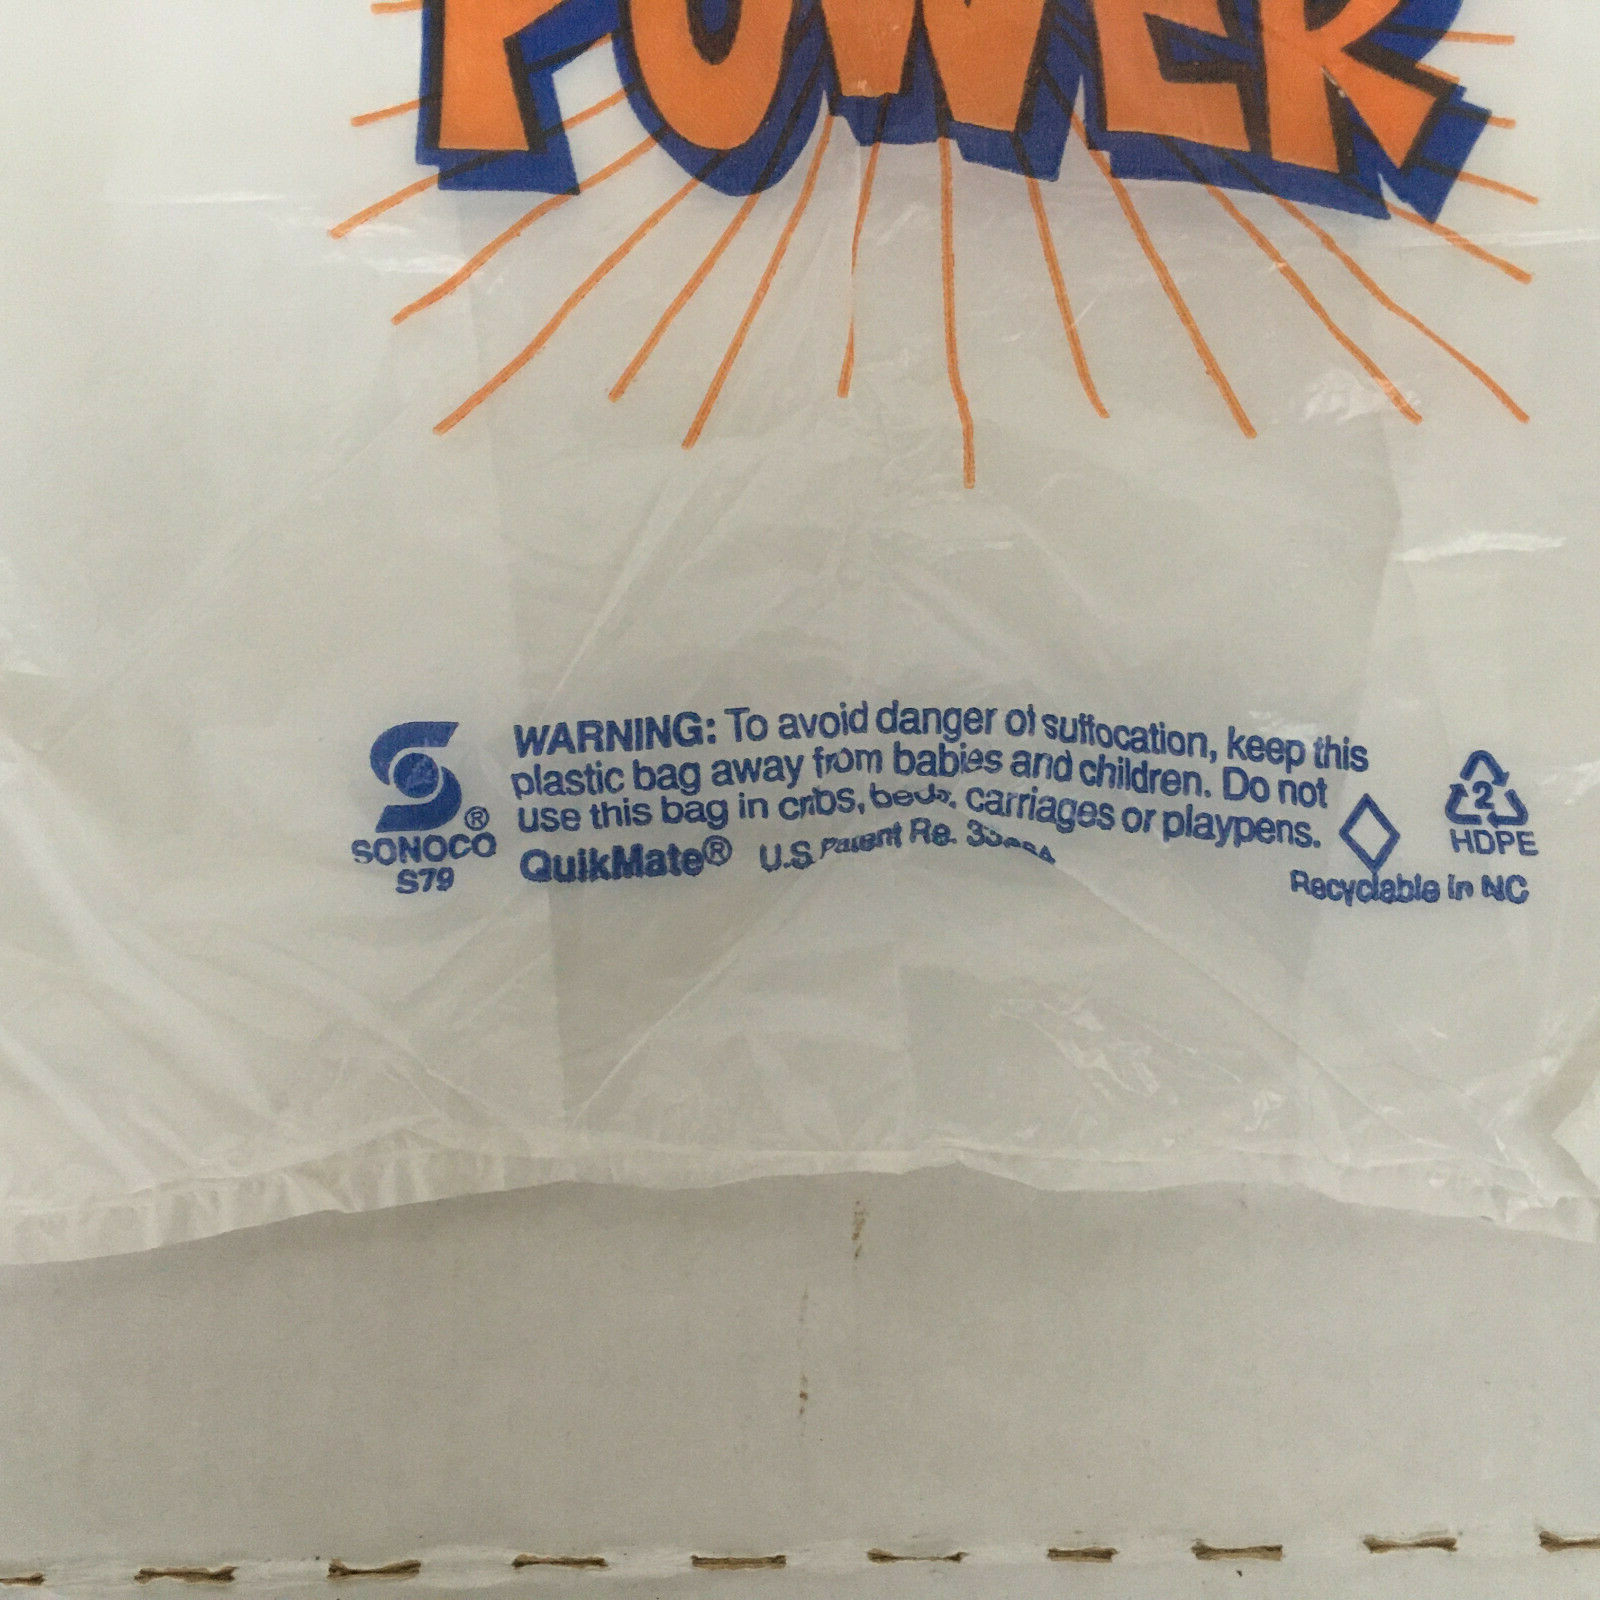 POWER
WARNING: To avoid danger of suffocation, keep this
plastic bag away from babies and children. Do not
use this bag in cribs, beds, carriages or playpens.
SONOCO ®
S79
QuikMate® U.S. Patent Re.
2
HDPE
Recyclable in NC